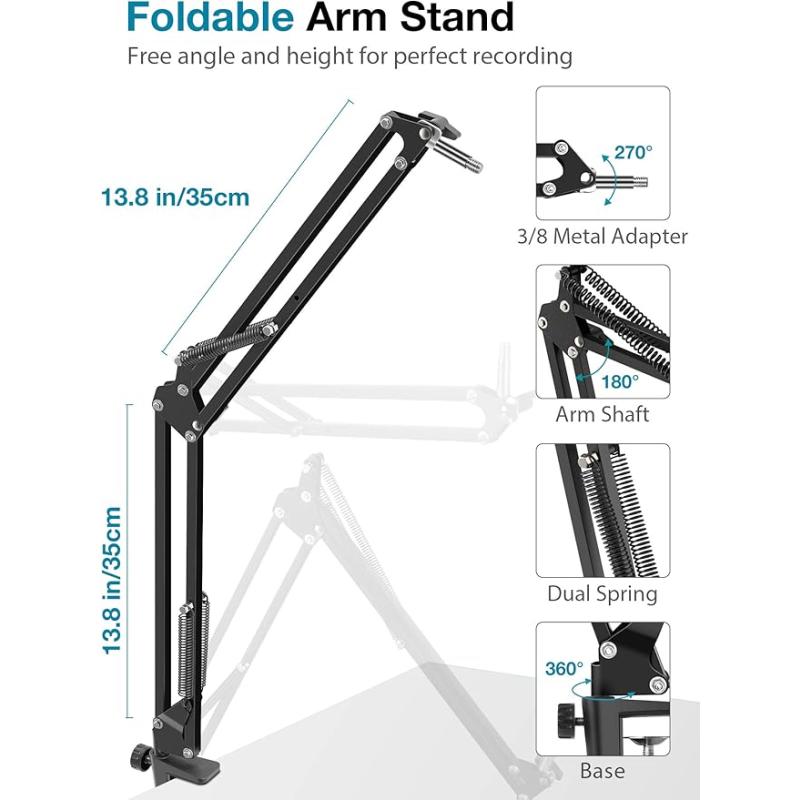 Foldable Arm Stand
Free angle and height for perfect recording
13.8 in/35cm
270°
3/8 Metal Adapter
180°
Arm Shaft
13.8 in/35cm
Dual Spring
360°
Base